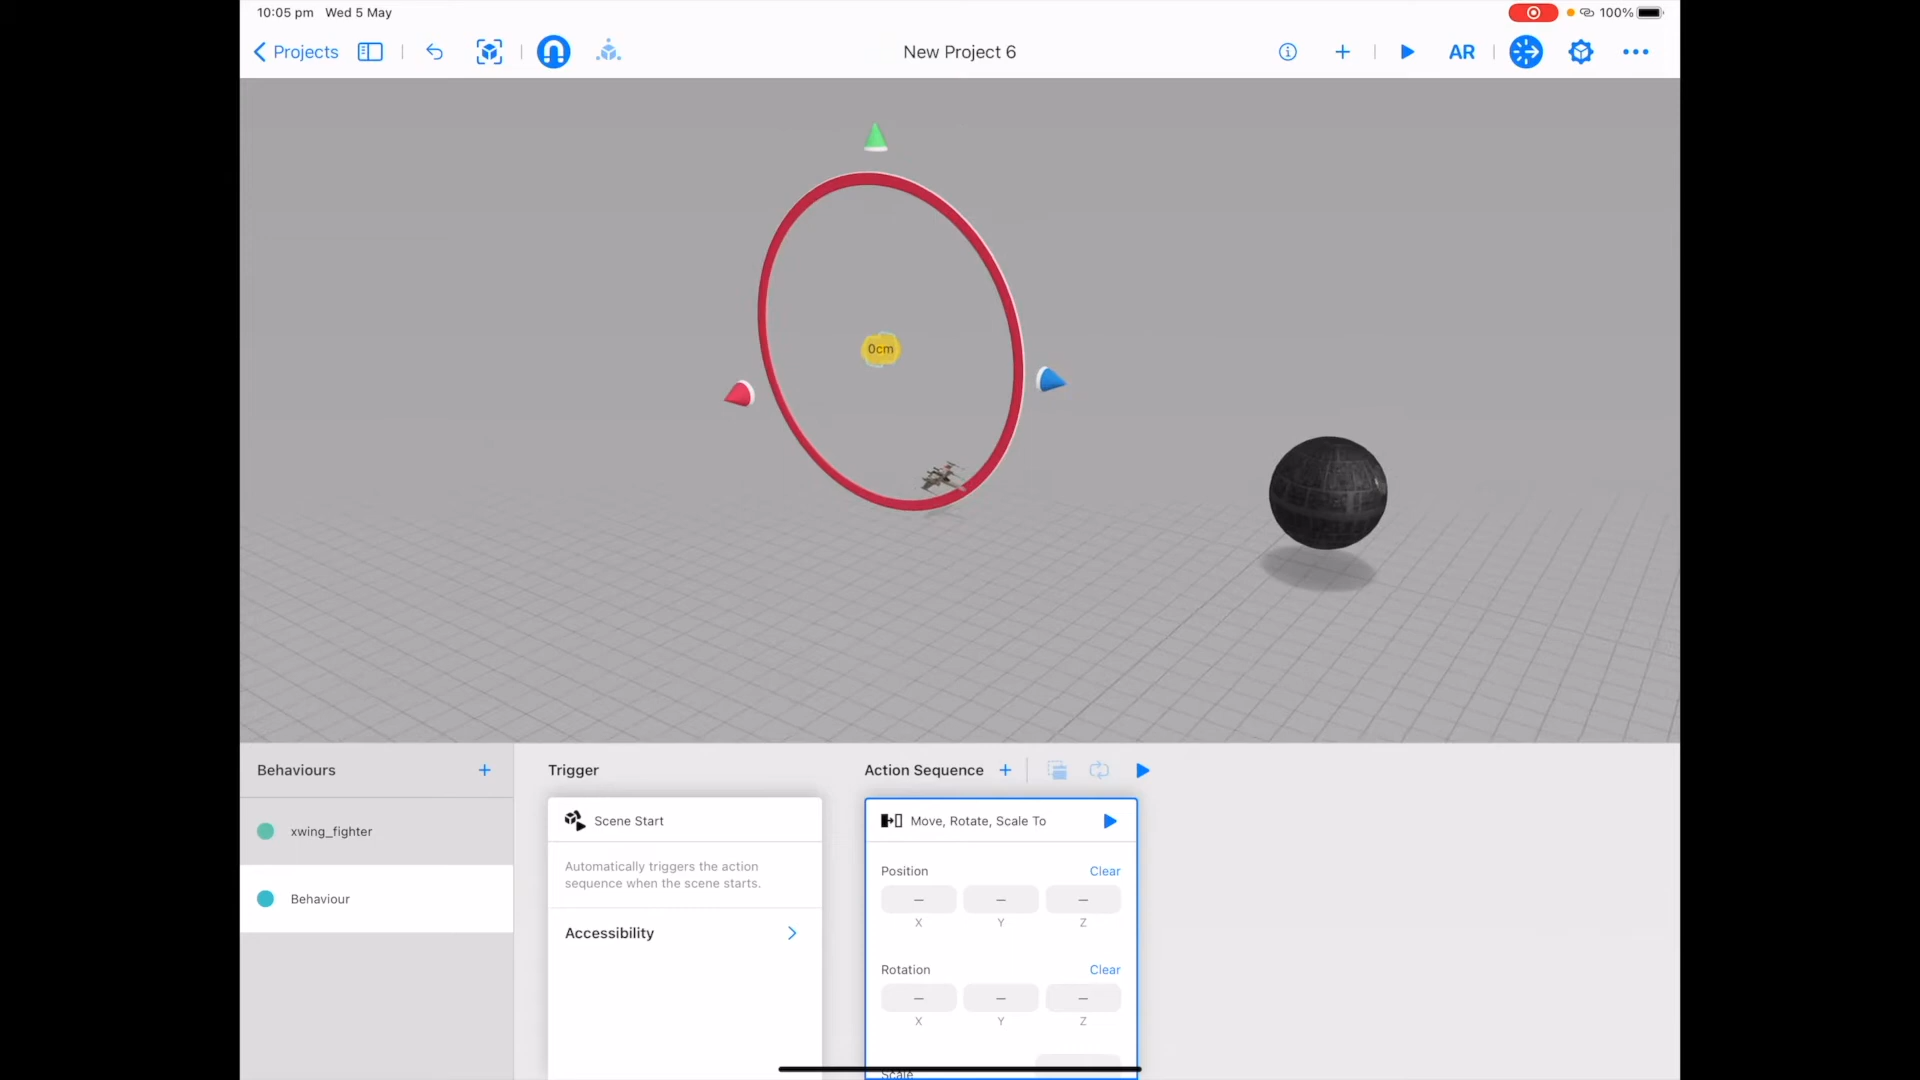 10:05 pm Wed 5 May
100%
Projects
New Project 6
AR
0cm
Behaviours
Trigger
Action Sequence
xwing_fighter
Scene Start
Move, Rotate, Scale To
Automatically triggers the action
sequence when the scene starts.
Position Clear
– – –
X Y Z
Behaviour
Accessibility
Rotation Clear
– – –
X Y Z
Scale